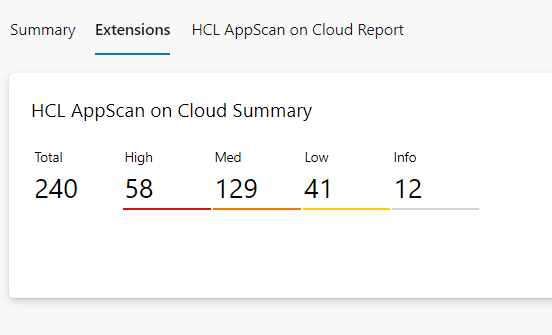 Summary Extensions HCL AppScan on Cloud Report
HCL AppScan on Cloud Summary
Total High Med Low Info
240 58 129 41 12